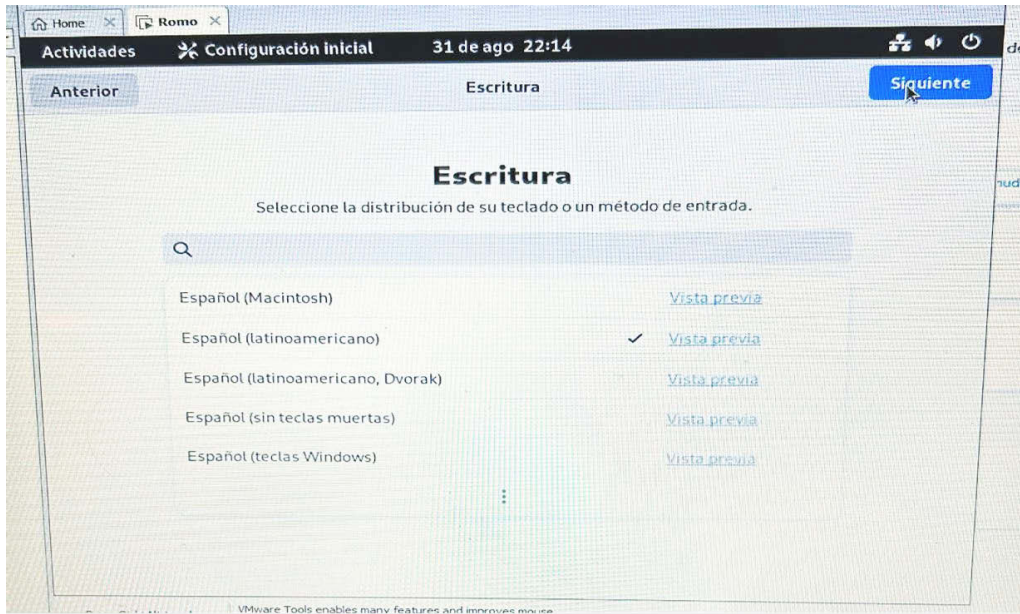 Home × Romo ×
Actividades Configuración inicial 31 de ago 22:14
Anterior Escritura Siguiente
Escritura
Seleccione la distribución de su teclado o un método de entrada.
Español (Macintosh) Vista previa
Español (latinoamericano) ✓ Vista previa
Español (latinoamericano, Dvorak) Vista previa
Español (sin teclas muertas) Vista previa
Español (teclas Windows) Vista previa
VMware Tools enables many features and improves mouse